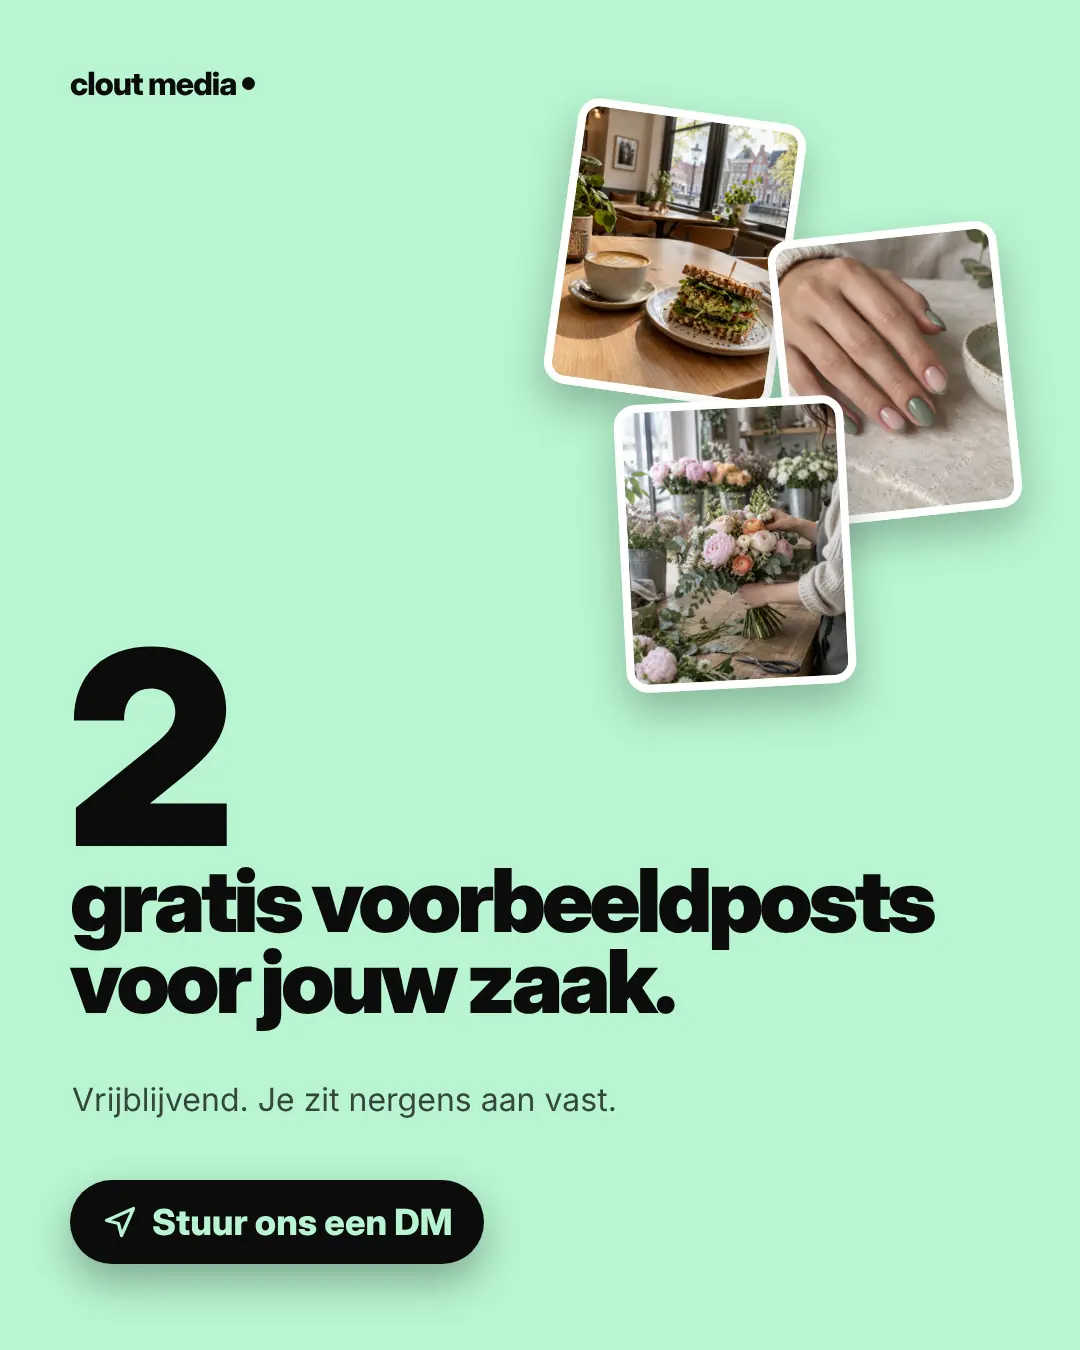 clout media
2
gratis voorbeeldposts
voor jouw zaak.
Vrijblijvend. Je zit nergens aan vast.
Stuur ons een DM